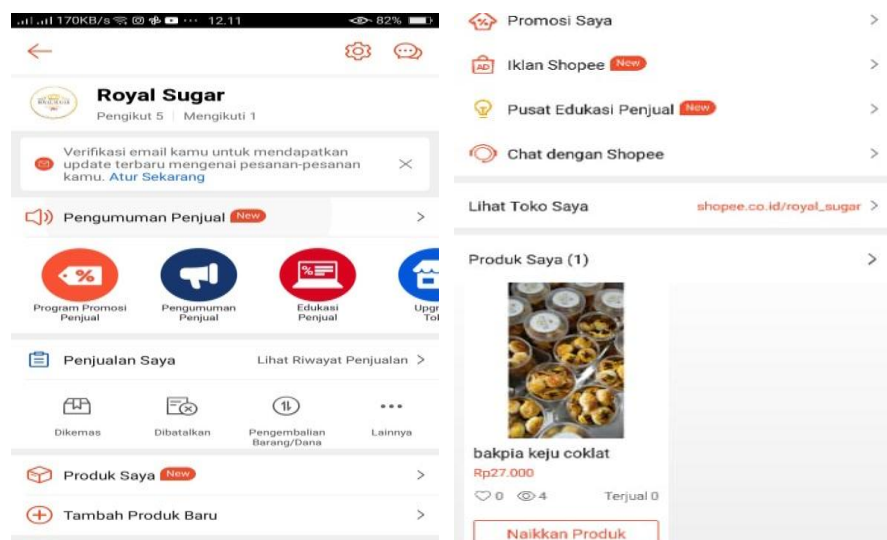 170KB/s 12.11 82%
Royal Sugar
Pengikut 5 | Mengikuti 1
Verifikasi email kamu untuk mendapatkan
update terbaru mengenai pesanan-pesanan
kamu. Atur Sekarang
Pengumuman Penjual New
Program Promosi
Penjual
Pengumuman
Penjual
Edukasi
Penjual
Upgr
Tol
Penjualan Saya Lihat Riwayat Penjualan
Dikemas
Dibatalkan
Pengembalian
Barang/Dana
Lainnya
Produk Saya New
Tambah Produk Baru
Promosi Saya
AD Iklan Shopee New
Pusat Edukasi Penjual New
Chat dengan Shopee
Lihat Toko Saya shopee.co.id/royal_sugar
Produk Saya (1)
bakpia keju coklat
Rp27.000
0 4 Terjual 0
Naikkan Produk